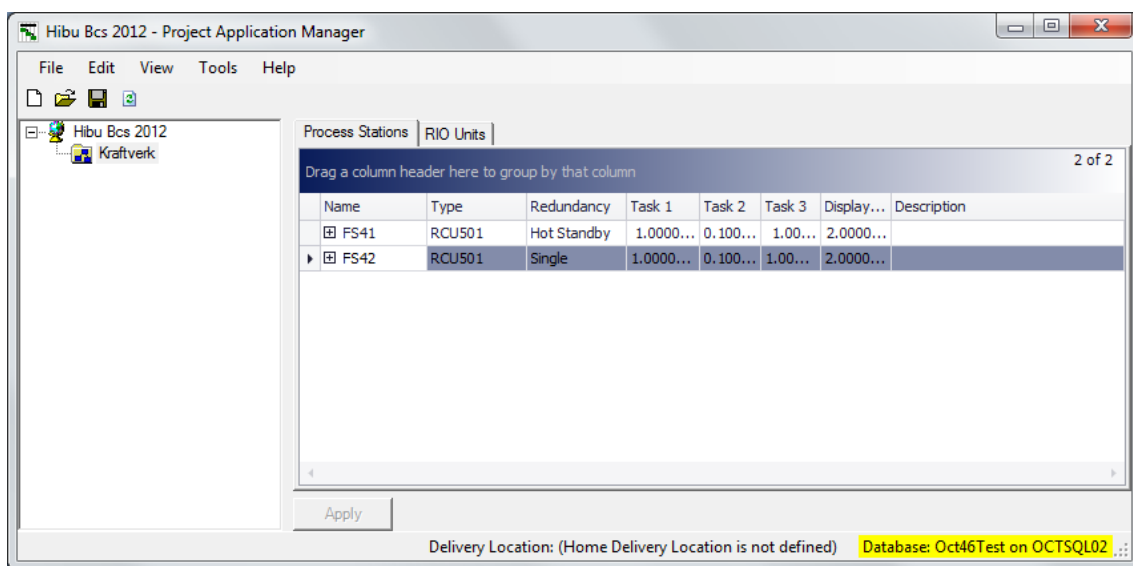 Hibu Bcs 2012 - Project Application Manager
File Edit View Tools Help
Hibu Bcs 2012
Kraftverk
Process Stations RIO Units
Drag a column header here to group by that column 2 of 2
Name Type Redundancy Task 1 Task 2 Task 3 Display... Description
FS41 RCU501 Hot Standby 1.0000... 0.100... 1.00... 2.0000...
FS42 RCU501 Single 1.0000... 0.100... 1.00... 2.0000...
Apply
Delivery Location: (Home Delivery Location is not defined) Database: Oct46Test on OCTSQL02